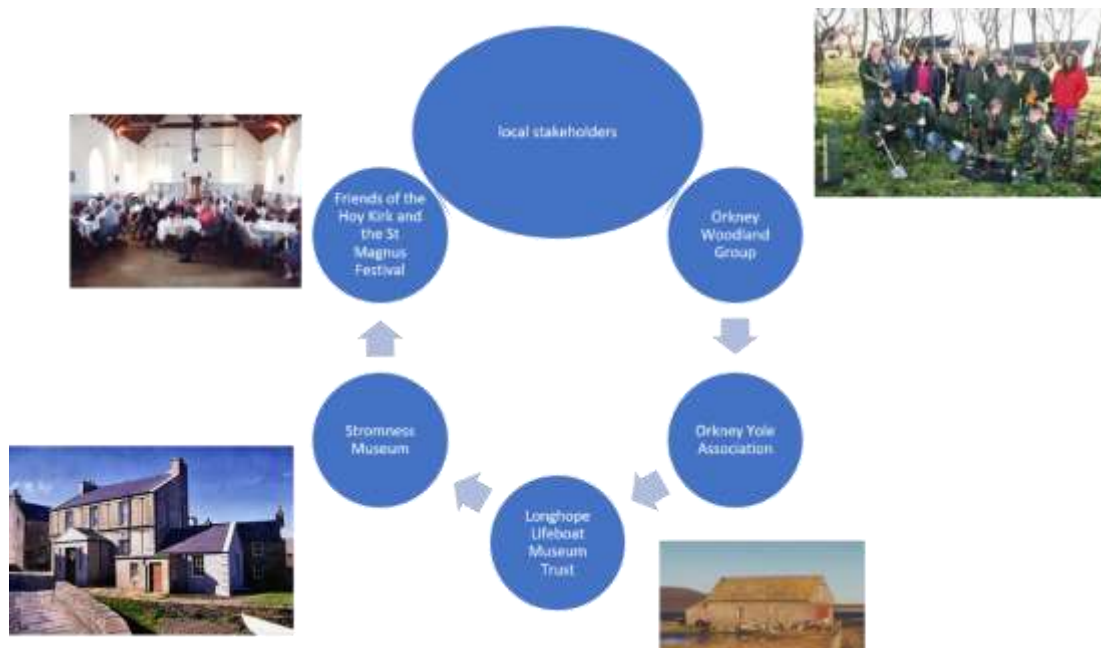 local stakeholders
Friends of the
Hoy Kirk and
the St
Magnus
Festival
Orkney
Woodland
Group
Stromness
Museum
Orkney Yole
Association
Longhope
Lifeboat
Museum
Trust